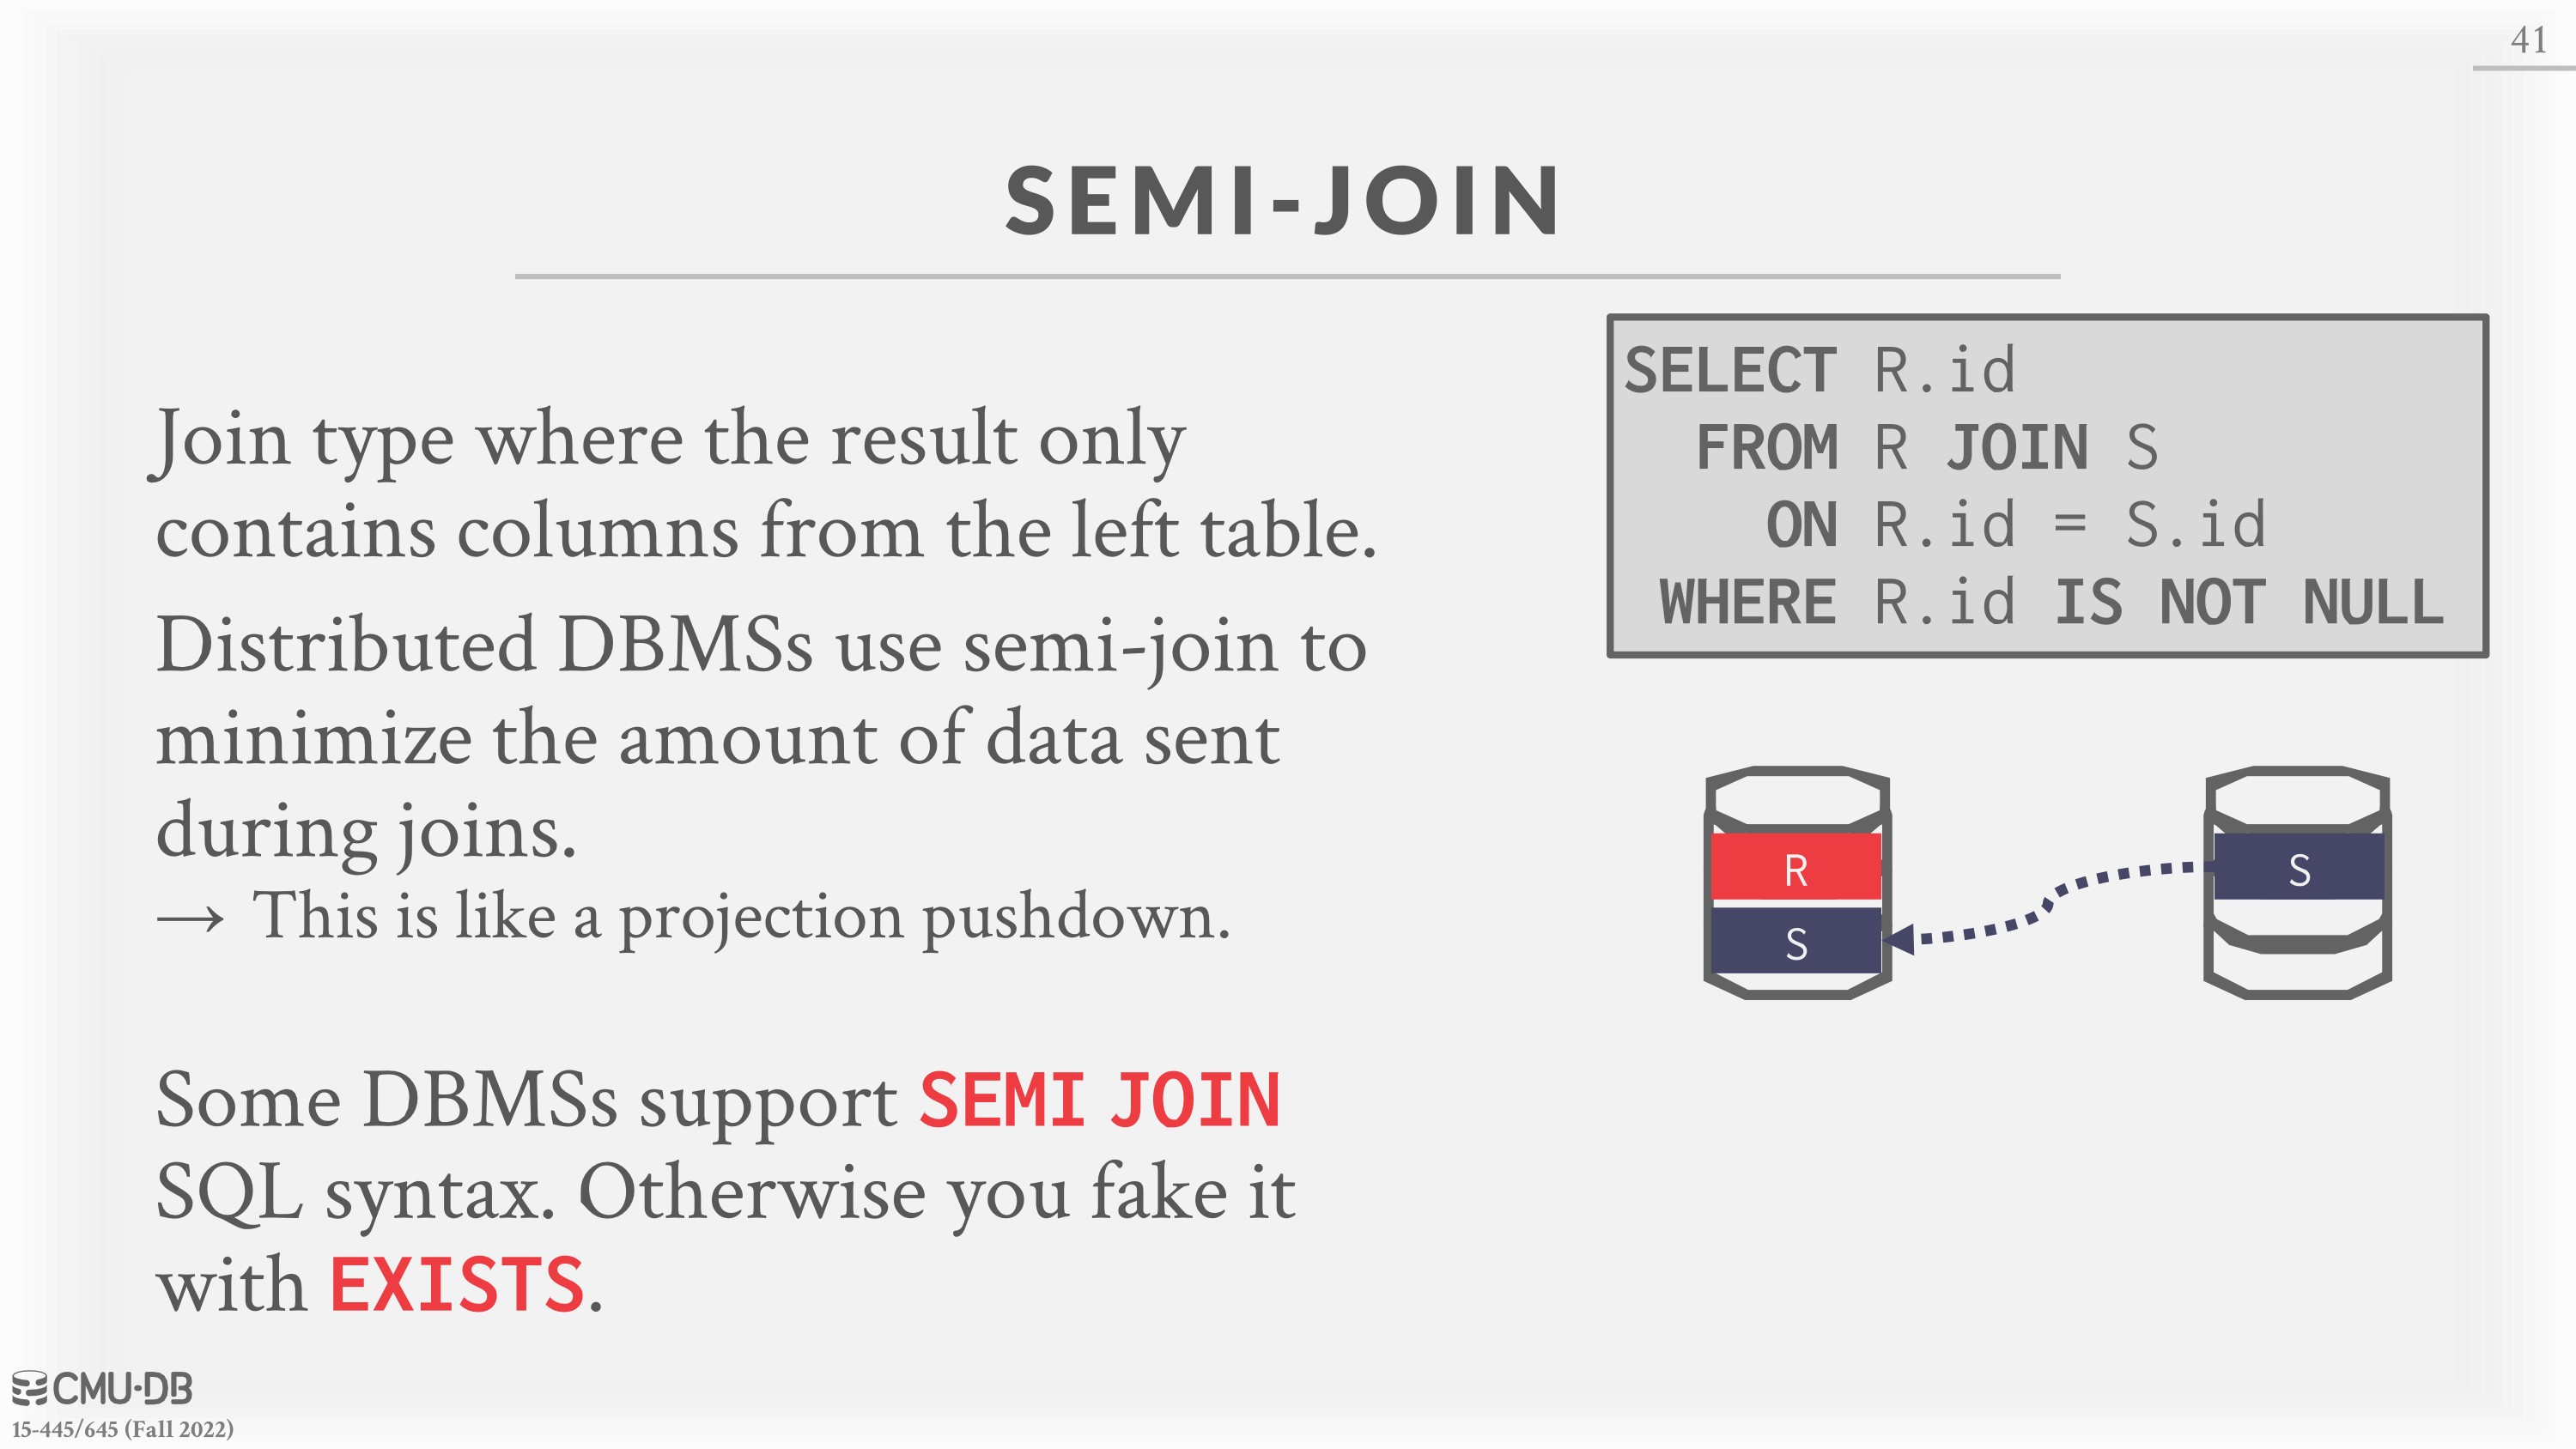 41
SEMI-JOIN
Join type where the result only
contains columns from the left table.
Distributed DBMSs use semi-join to
minimize the amount of data sent
during joins.
→ This is like a projection pushdown.
Some DBMSs support SEMI JOIN
SQL syntax. Otherwise you fake it
with EXISTS.
SELECT R.id
FROM R JOIN S
ON R.id = S.id
WHERE R.id IS NOT NULL
R
S
S
CMU·DB
15-445/645 (Fall 2022)